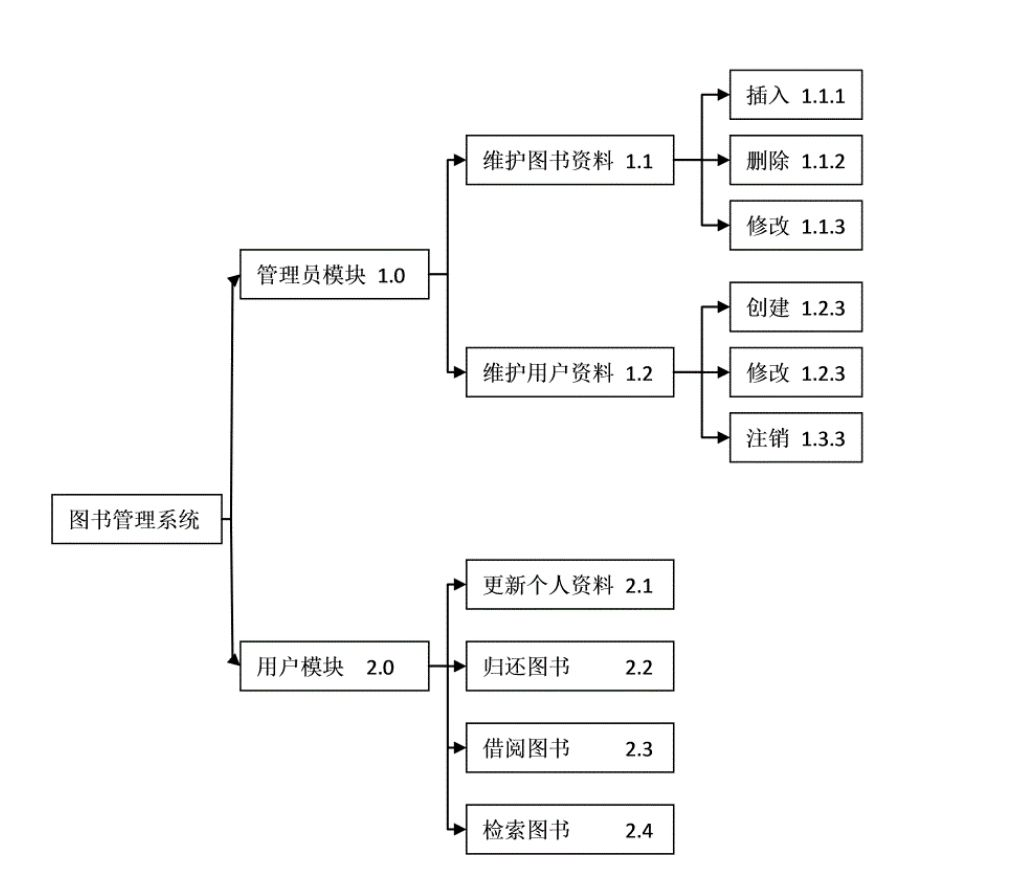 插入 1.1.1
维护图书资料 1.1
删除 1.1.2
修改 1.1.3
管理员模块 1.0
创建 1.2.3
维护用户资料 1.2
修改 1.2.3
注销 1.3.3
图书管理系统
更新个人资料 2.1
用户模块 2.0
归还图书 2.2
借阅图书 2.3
检索图书 2.4